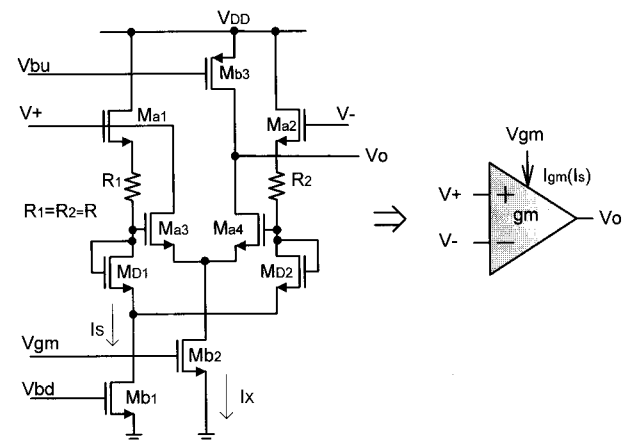 VDD
Vbu
Mb3
V+
Ma1
Ma2
V-
Vo
R1
R2
R1=R2=R
Ma3
Ma4
MD1
MD2
Is
Vgm
Mb2
Vbd
Mb1
Ix
Vgm
Igm(Is)
V+
+
gm
Vo
V-
−